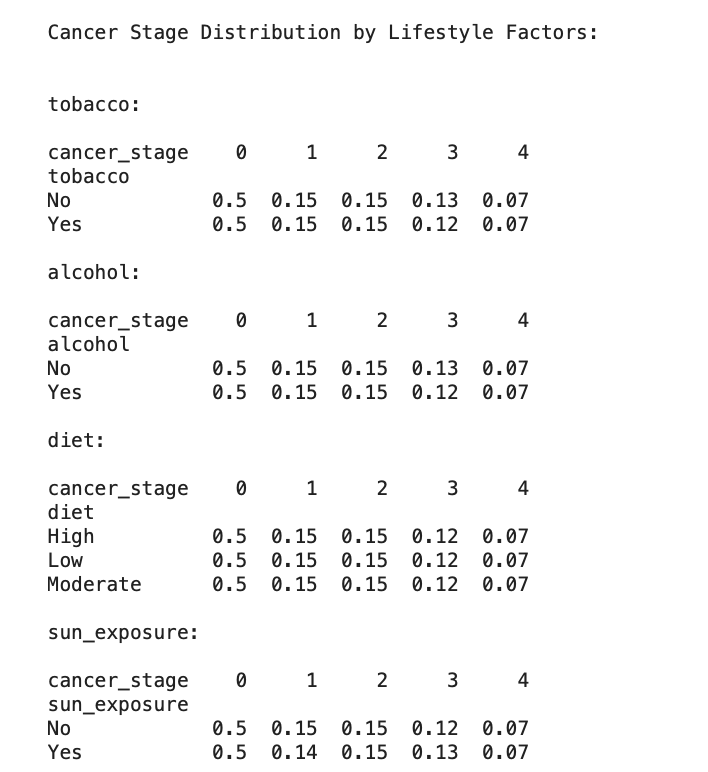 Cancer Stage Distribution by Lifestyle Factors:
tobacco:
cancer_stage    0     1     2     3     4
tobacco
No            0.5  0.15  0.15  0.13  0.07
Yes           0.5  0.15  0.15  0.12  0.07
alcohol:
cancer_stage    0     1     2     3     4
alcohol
No            0.5  0.15  0.15  0.13  0.07
Yes           0.5  0.15  0.15  0.12  0.07
diet:
cancer_stage    0     1     2     3     4
diet
High          0.5  0.15  0.15  0.12  0.07
Low           0.5  0.15  0.15  0.12  0.07
Moderate      0.5  0.15  0.15  0.12  0.07
sun_exposure:
cancer_stage    0     1     2     3     4
sun_exposure
No            0.5  0.15  0.15  0.12  0.07
Yes           0.5  0.14  0.15  0.13  0.07